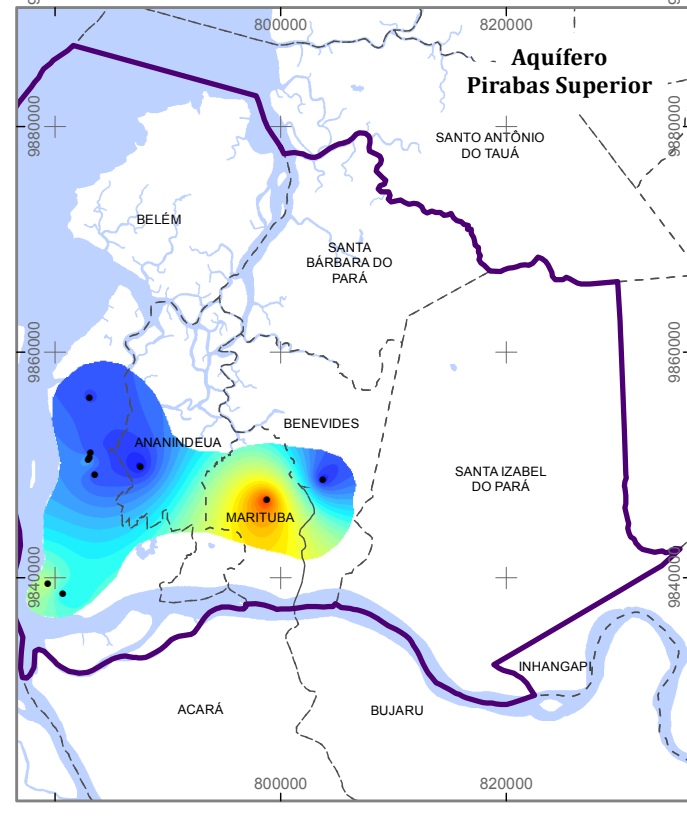 800000
820000
Aquífero
Pirabas Superior
9880000
9880000
SANTO ANTÔNIO
DO TAUÁ
BELÉM
SANTA
BÁRBARA DO
PARÁ
9860000
9860000
BENEVIDES
ANANINDEUA
SANTA IZABEL
DO PARÁ
MARITUBA
9840000
9840000
INHANGAPI
ACARÁ
BUJARU
800000
820000